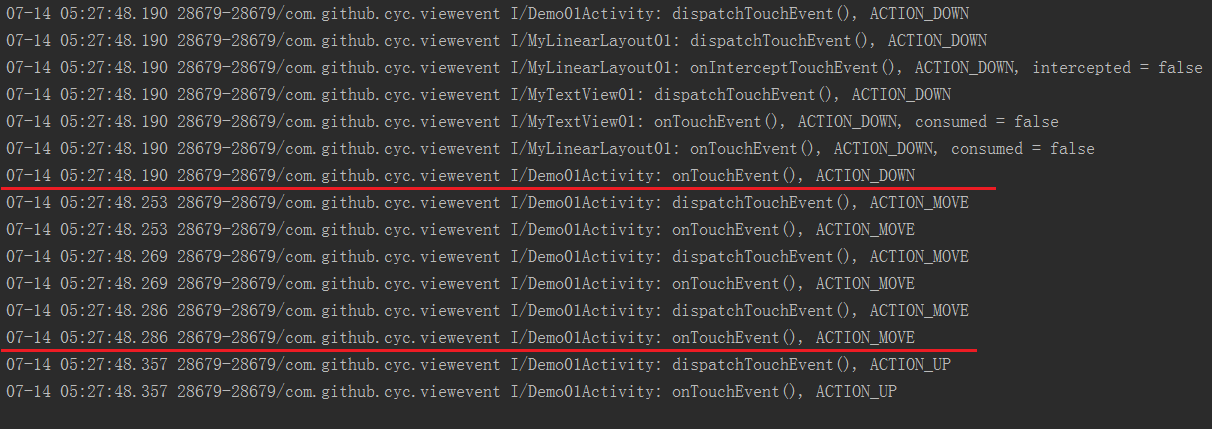 07-14 05:27:48.190 28679-28679/com.github.cyc.viewevent I/Demo01Activity: dispatchTouchEvent(), ACTION_DOWN
07-14 05:27:48.190 28679-28679/com.github.cyc.viewevent I/MyLinearLayout01: dispatchTouchEvent(), ACTION_DOWN
07-14 05:27:48.190 28679-28679/com.github.cyc.viewevent I/MyLinearLayout01: onInterceptTouchEvent(), ACTION_DOWN, intercepted = false
07-14 05:27:48.190 28679-28679/com.github.cyc.viewevent I/MyTextView01: dispatchTouchEvent(), ACTION_DOWN
07-14 05:27:48.190 28679-28679/com.github.cyc.viewevent I/MyTextView01: onTouchEvent(), ACTION_DOWN, consumed = false
07-14 05:27:48.190 28679-28679/com.github.cyc.viewevent I/MyLinearLayout01: onTouchEvent(), ACTION_DOWN, consumed = false
07-14 05:27:48.190 28679-28679/com.github.cyc.viewevent I/Demo01Activity: onTouchEvent(), ACTION_DOWN
07-14 05:27:48.253 28679-28679/com.github.cyc.viewevent I/Demo01Activity: dispatchTouchEvent(), ACTION_MOVE
07-14 05:27:48.253 28679-28679/com.github.cyc.viewevent I/Demo01Activity: onTouchEvent(), ACTION_MOVE
07-14 05:27:48.269 28679-28679/com.github.cyc.viewevent I/Demo01Activity: dispatchTouchEvent(), ACTION_MOVE
07-14 05:27:48.269 28679-28679/com.github.cyc.viewevent I/Demo01Activity: onTouchEvent(), ACTION_MOVE
07-14 05:27:48.286 28679-28679/com.github.cyc.viewevent I/Demo01Activity: dispatchTouchEvent(), ACTION_MOVE
07-14 05:27:48.286 28679-28679/com.github.cyc.viewevent I/Demo01Activity: onTouchEvent(), ACTION_MOVE
07-14 05:27:48.357 28679-28679/com.github.cyc.viewevent I/Demo01Activity: dispatchTouchEvent(), ACTION_UP
07-14 05:27:48.357 28679-28679/com.github.cyc.viewevent I/Demo01Activity: onTouchEvent(), ACTION_UP